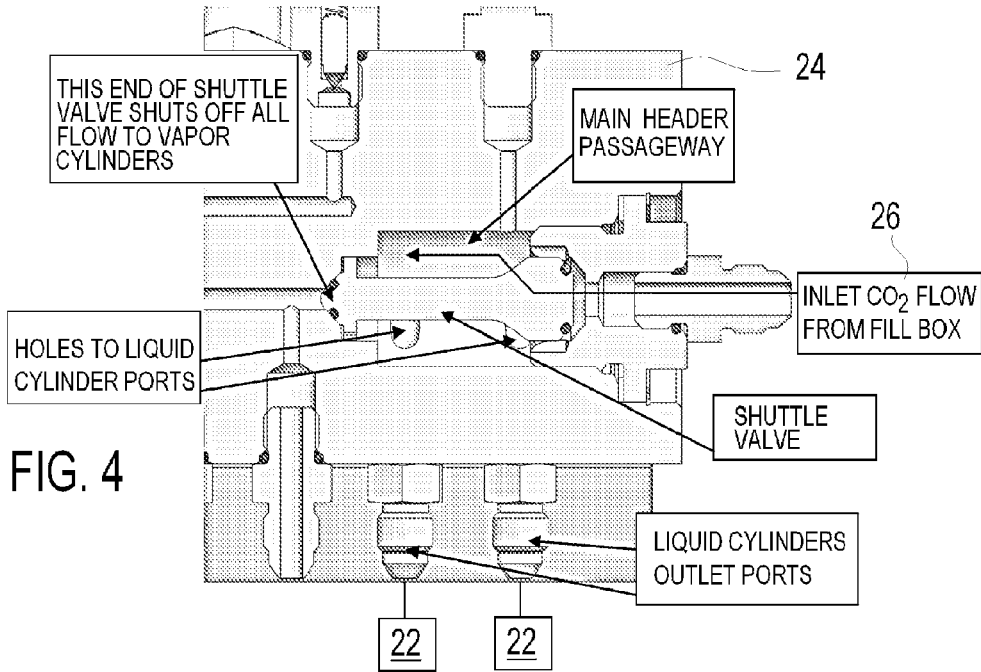 THIS END OF SHUTTLE
VALVE SHUTS OFF ALL
FLOW TO VAPOR
CYLINDERS
MAIN HEADER
PASSAGEWAY
24
26
INLET CO₂ FLOW
FROM FILL BOX
HOLES TO LIQUID
CYLINDER PORTS
SHUTTLE
VALVE
FIG. 4
LIQUID CYLINDERS
OUTLET PORTS
22
22